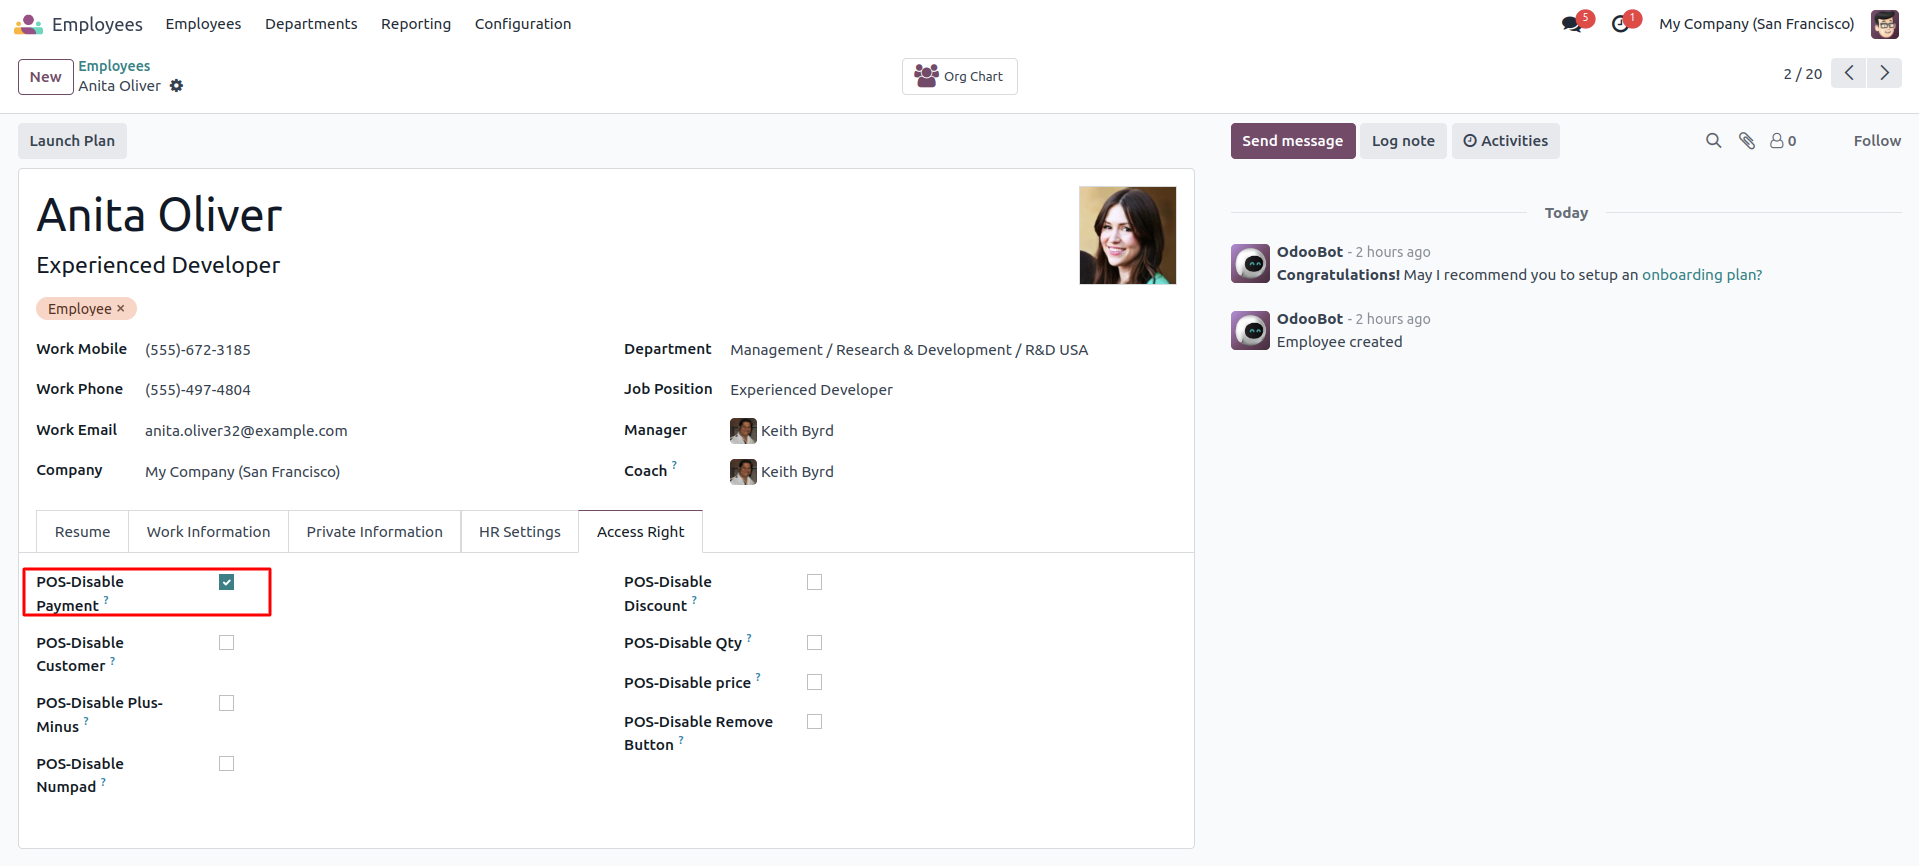 Employees Employees Departments Reporting Configuration 5 1 My Company (San Francisco)
New Employees
Anita Oliver
Org Chart
2 / 20
Launch Plan
Send message Log note Activities 0 Follow
Anita Oliver
Experienced Developer
Employee ×
Work Mobile (555)-672-3185
Work Phone (555)-497-4804
Work Email anita.oliver32@example.com
Company My Company (San Francisco)
Department Management / Research & Development / R&D USA
Job Position Experienced Developer
Manager Keith Byrd
Coach ? Keith Byrd
Resume Work Information Private Information HR Settings Access Right
POS-Disable
Payment ?
POS-Disable
Customer ?
POS-Disable Plus-
Minus ?
POS-Disable
Numpad ?
POS-Disable
Discount ?
POS-Disable Qty ?
POS-Disable price ?
POS-Disable Remove
Button ?
Today
OdooBot - 2 hours ago
Congratulations! May I recommend you to setup an onboarding plan?
OdooBot - 2 hours ago
Employee created